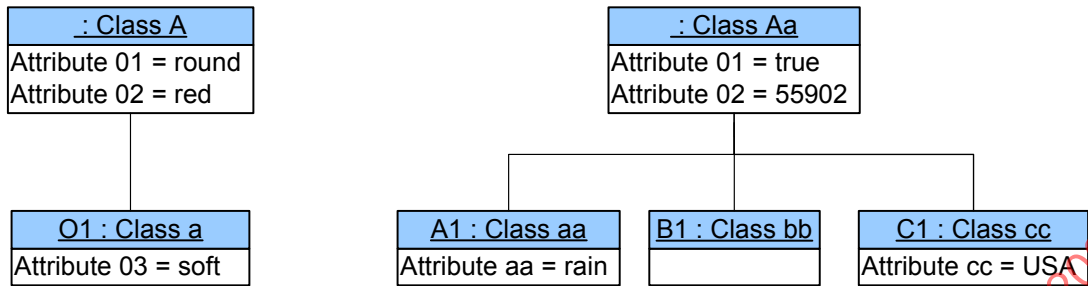 : Class A
Attribute 01 = round
Attribute 02 = red
: Class Aa
Attribute 01 = true
Attribute 02 = 55902
O1 : Class a
Attribute 03 = soft
A1 : Class aa
Attribute aa = rain
B1 : Class bb
C1 : Class cc
Attribute cc = USA